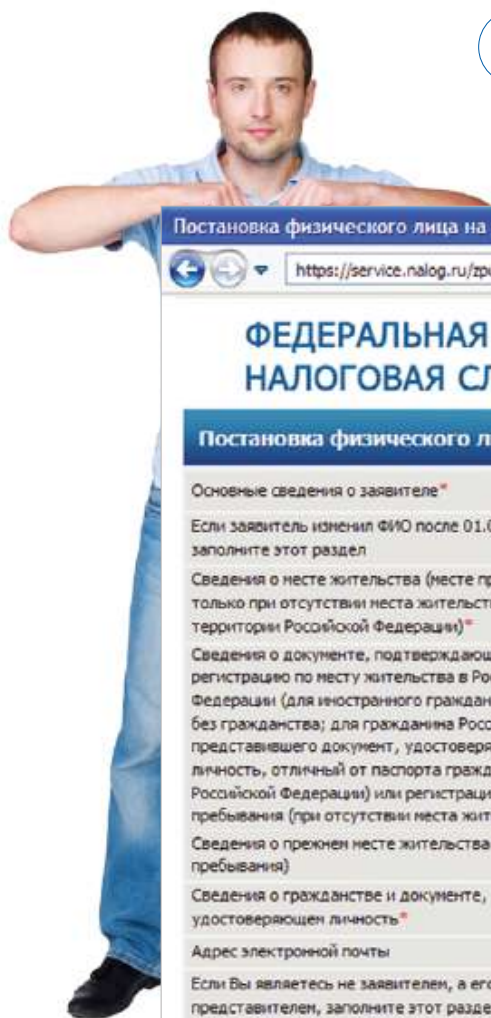 Постановка физического лица на
https://service.nalog.ru/zp
ФЕДЕРАЛЬНАЯ
НАЛОГОВАЯ СЛ
Постановка физического л
Основные сведения о заявителе*
Если заявитель изменил ФИО после 01.0
заполните этот раздел
Сведения о месте жительства (месте пр
только при отсутствии места жительст
территории Российской Федерации)*
Сведения о документе, подтверждающ
регистрацию по месту жительства в Ро
Федерации (для иностранного граждан
без гражданства; для гражданина Росс
представившего документ, удостоверя
личность, отличный от паспорта гражд
Российской Федерации) или регистраци
пребывания (при отсутствии места жит
Сведения о прежнем месте жительства
пребывания)
Сведения о гражданстве и документе,
удостоверяющем личность*
Адрес электронной почты
Если Вы являетесь не заявителем, а его
представителем, заполните этот разде